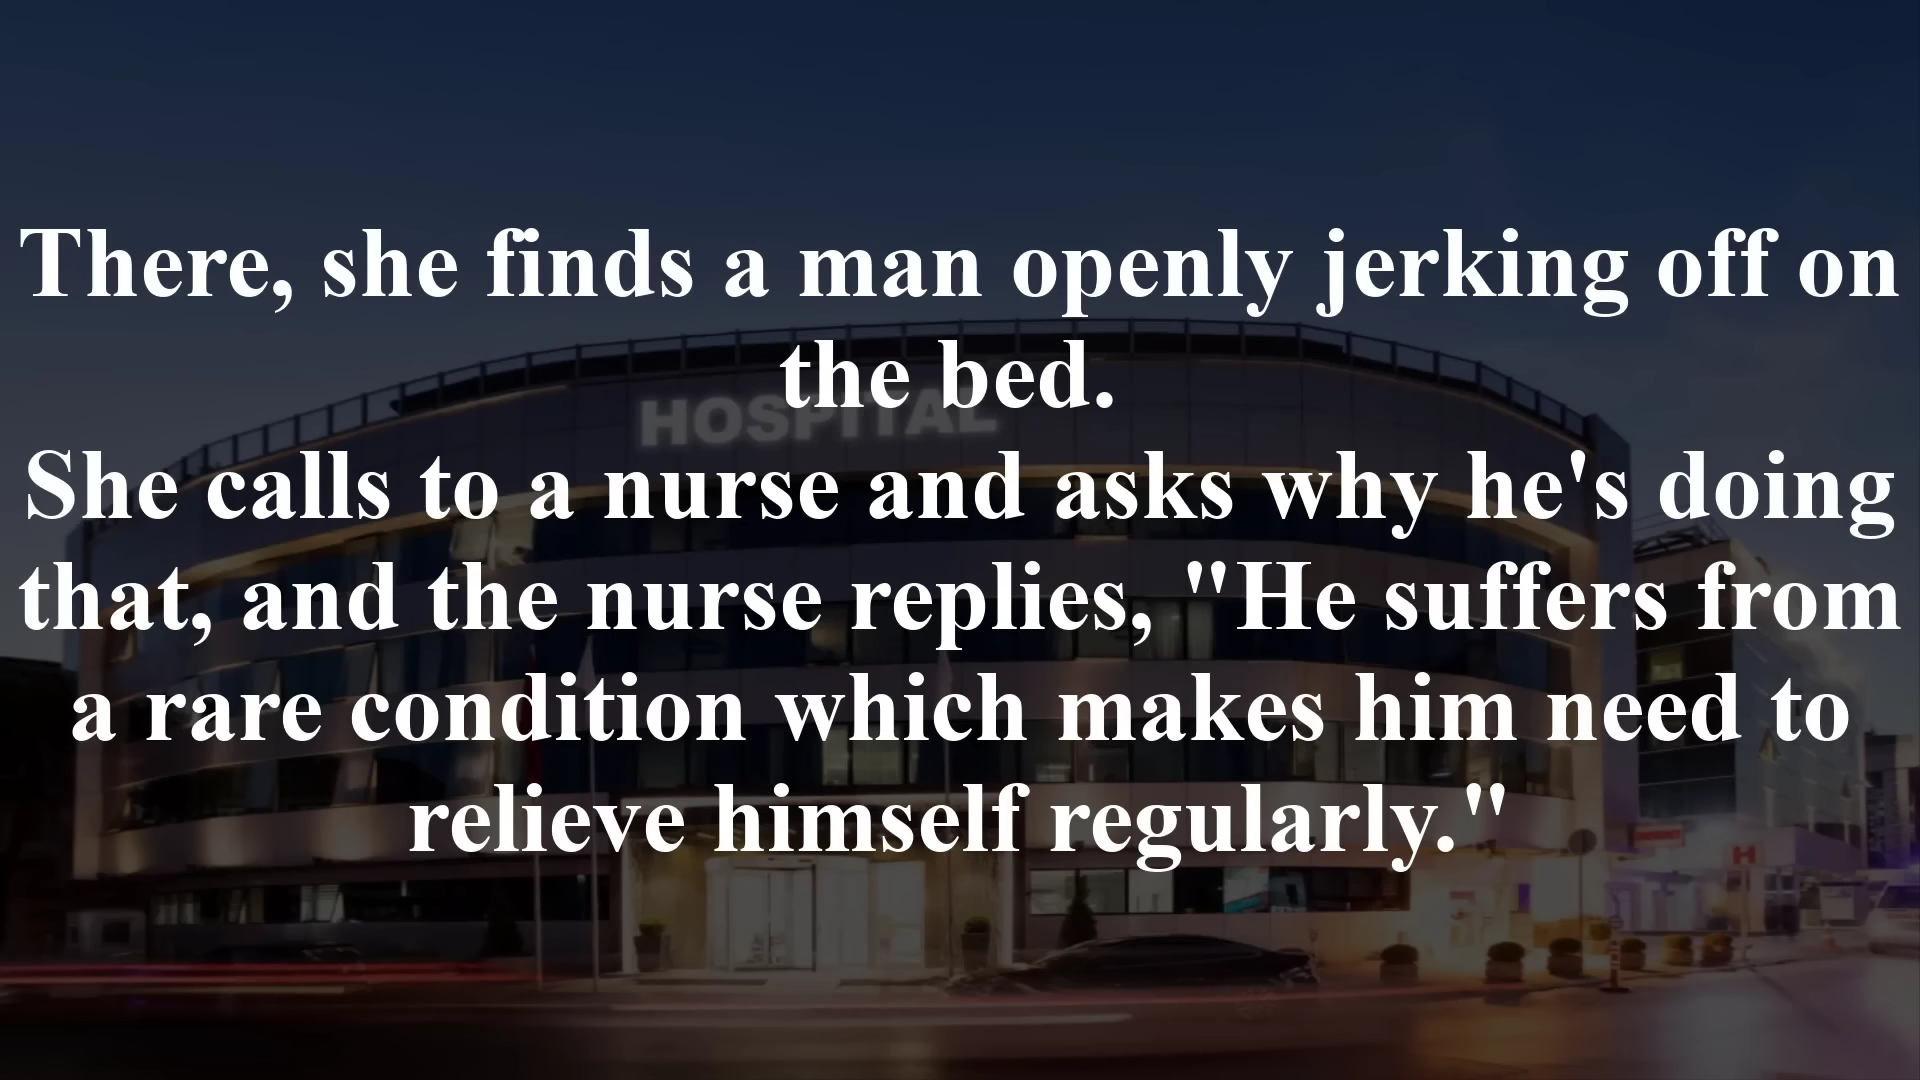 There, she finds a man openly jerking off on
the bed.
HOSPITAL
She calls to a nurse and asks why he's doing
that, and the nurse replies, "He suffers from
a rare condition which makes him need to
relieve himself regularly."
H